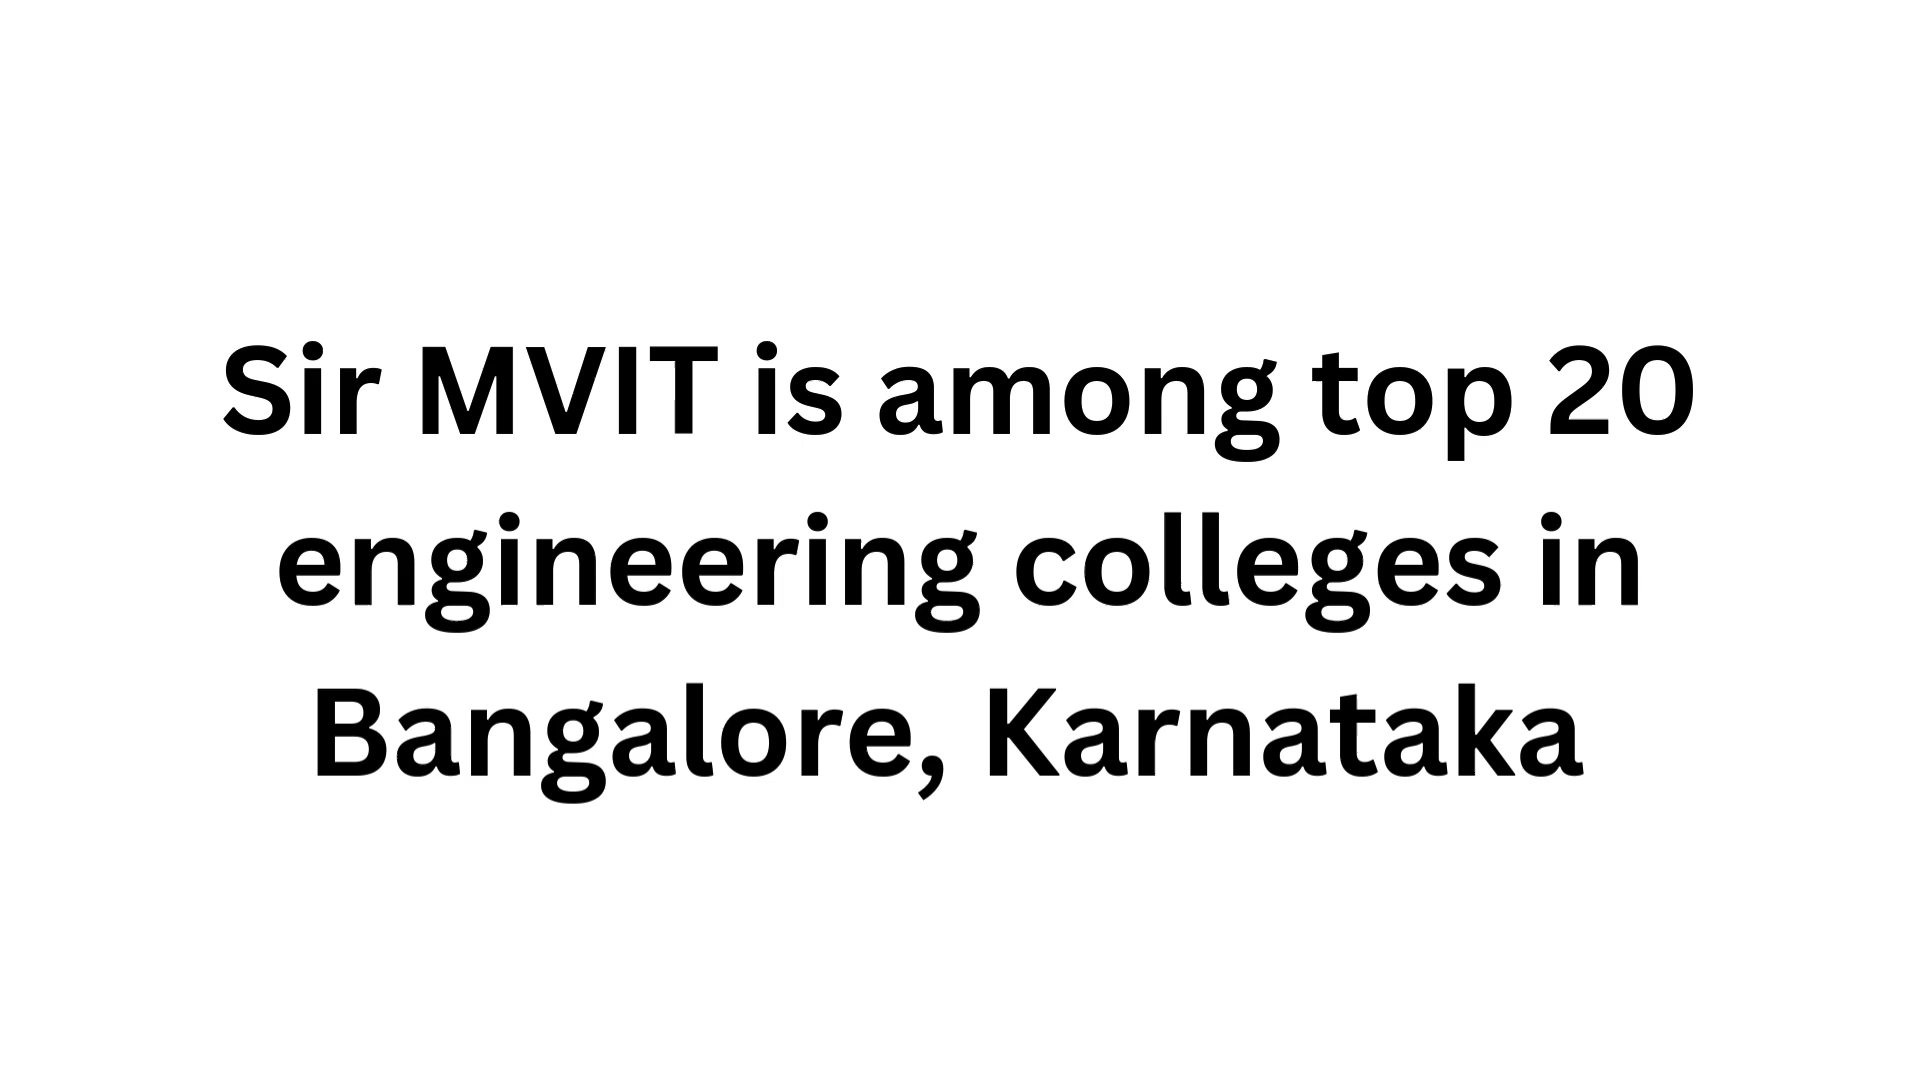 Sir MVIT is among top 20
engineering colleges in
Bangalore, Karnataka